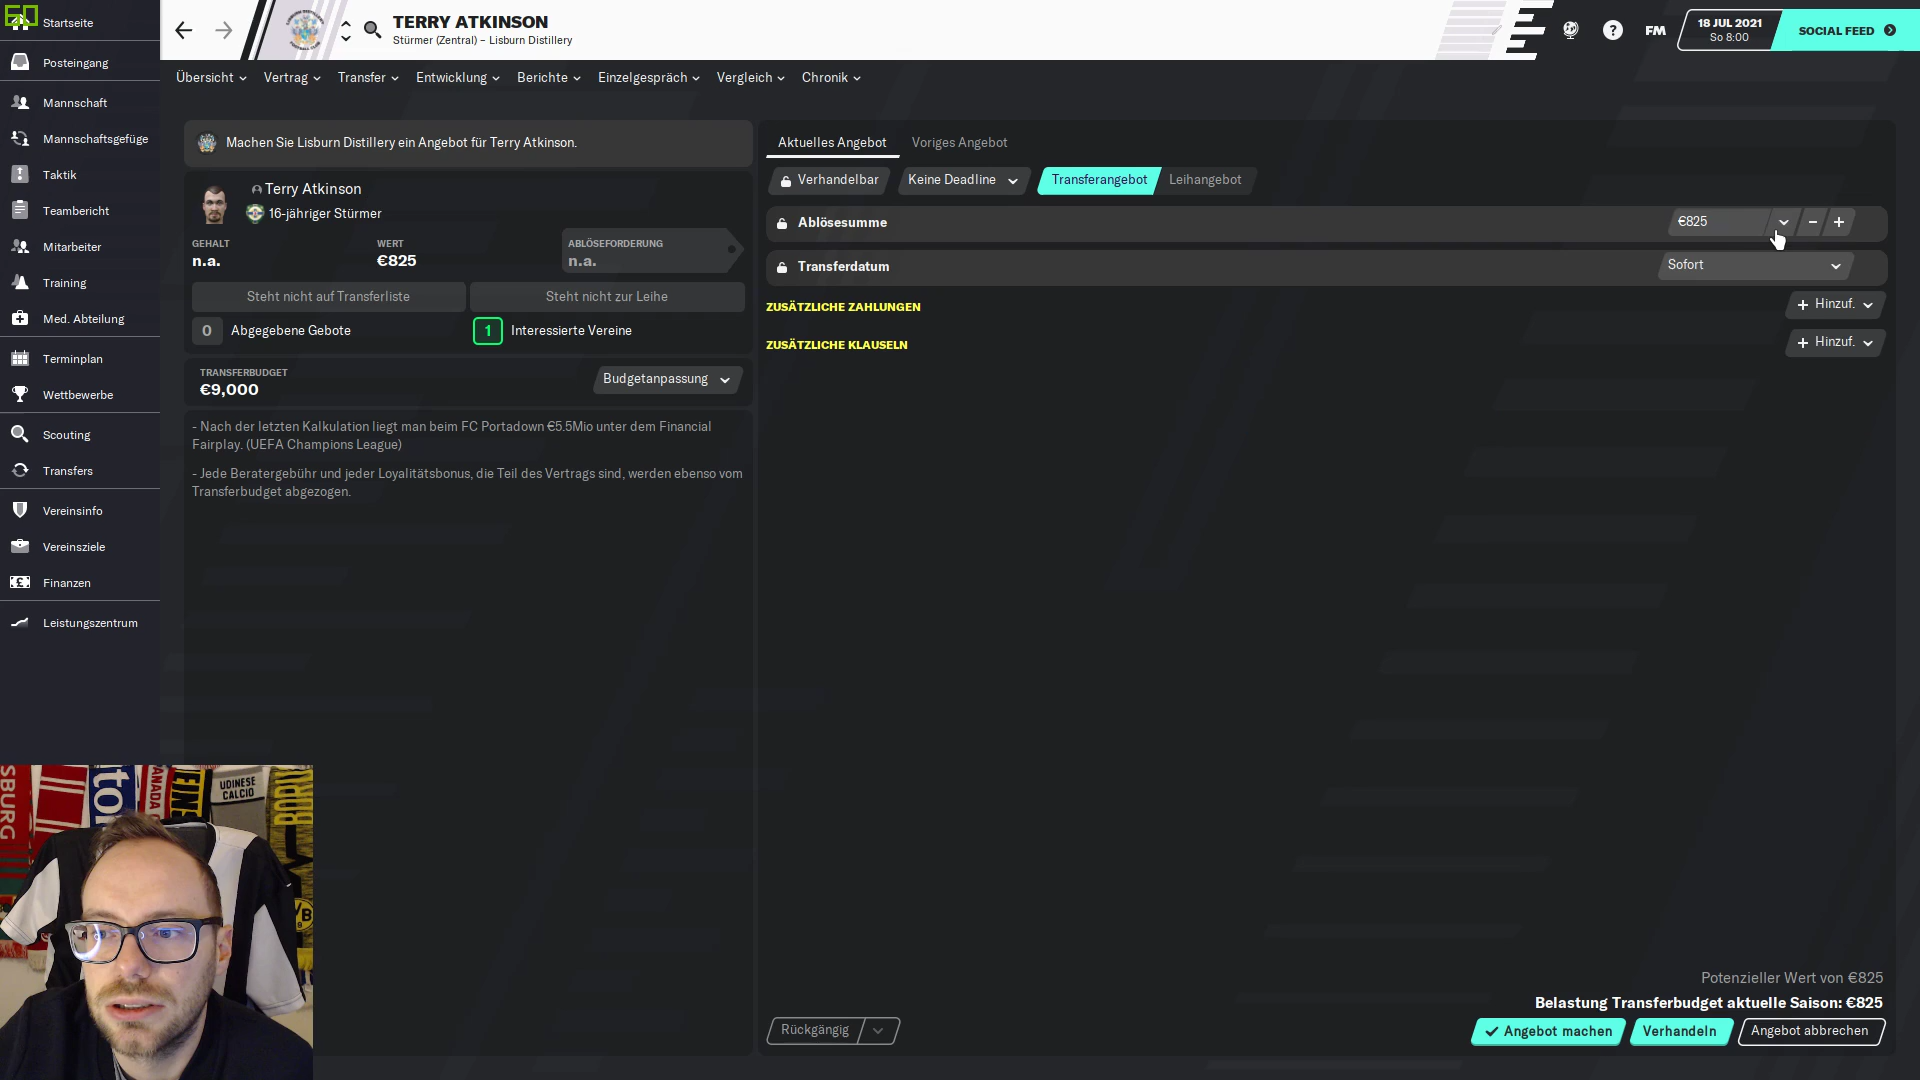 60
Startseite
Posteingang
Mannschaft
Mannschaftsgefüge
Taktik
Teambericht
Mitarbeiter
Training
Med. Abteilung
Terminplan
Wettbewerbe
Scouting
Transfers
Vereinsinfo
Vereinsziele
Finanzen
Leistungszentrum
TERRY ATKINSON
Stürmer (Zentral) – Lisburn Distillery
FM
18 JUL 2021
So 8:00
SOCIAL FEED
Übersicht
Vertrag
Transfer
Entwicklung
Berichte
Einzelgespräch
Vergleich
Chronik
Machen Sie Lisburn Distillery ein Angebot für Terry Atkinson.
Terry Atkinson
16-jähriger Stürmer
GEHALT
n.a.
WERT
€825
ABLÖSEFORDERUNG
n.a.
Steht nicht auf Transferliste
Steht nicht zur Leihe
0 Abgegebene Gebote
1 Interessierte Vereine
TRANSFERBUDGET
€9,000
Budgetanpassung
- Nach der letzten Kalkulation liegt man beim FC Portadown €5.5Mio unter dem Financial
Fairplay. (UEFA Champions League)
- Jede Beratergebühr und jeder Loyalitätsbonus, die Teil des Vertrags sind, werden ebenso vom
Transferbudget abgezogen.
Aktuelles Angebot
Voriges Angebot
Verhandelbar
Keine Deadline
Transferangebot
Leihangebot
Ablösesumme
€825
Transferdatum
Sofort
ZUSÄTZLICHE ZAHLUNGEN
+ Hinzuf.
ZUSÄTZLICHE KLAUSELN
+ Hinzuf.
Potenzieller Wert von €825
Belastung Transferbudget aktuelle Saison: €825
Rückgängig
Angebot machen
Verhandeln
Angebot abbrechen
SBURG
UDINESE
CALCIO